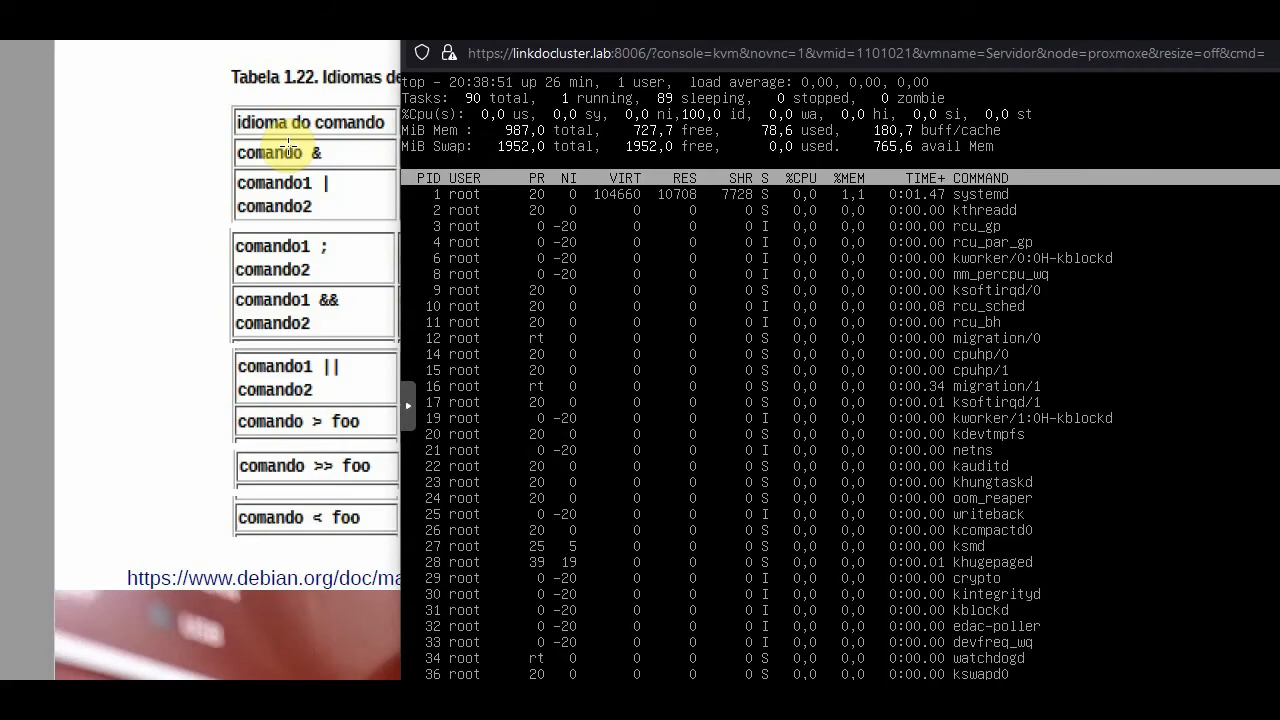 Tabela 1.22. Idiomas de
idioma do comando
comando &
comando1 |
comando2
comando1 ;
comando2
comando1 &&
comando2
comando1 ||
comando2
comando > foo
comando >> foo
comando < foo
https://www.debian.org/doc/ma
https://linkdocluster.lab:8006/?console=kvm&novnc=1&vmid=1101021&vmname=Servidor&node=proxmoxe&resize=off&cmd=
top - 20:38:51 up 26 min, 1 user, load average: 0,00, 0,00, 0,00
Tasks: 90 total, 1 running, 89 sleeping, 0 stopped, 0 zombie
%Cpu(s): 0,0 us, 0,0 sy, 0,0 ni,100,0 id, 0,0 wa, 0,0 hi, 0,0 si, 0,0 st
MiB Mem : 987,0 total, 727,7 free, 78,5 used, 180,7 buff/cache
MiB Swap: 1952,0 total, 1952,0 free, 0,0 used. 765,6 avail Mem
PID USER PR NI VIRT RES SHR S %CPU %MEM TIME+ COMMAND
1 root 20 0 104660 10708 7728 S 0,0 1,1 0:01.47 systemd
2 root 20 0 0 0 0 S 0,0 0,0 0:00.00 kthreadd
3 root 0 -20 0 0 0 I 0,0 0,0 0:00.00 rcu_gp
4 root 0 -20 0 0 0 I 0,0 0,0 0:00.00 rcu_par_gp
6 root 0 -20 0 0 0 I 0,0 0,0 0:00.00 kworker/0:0H-kblockd
8 root 0 -20 0 0 0 I 0,0 0,0 0:00.00 mm_percpu_wq
9 root 20 0 0 0 0 S 0,0 0,0 0:00.00 ksoftirqd/0
10 root 20 0 0 0 0 I 0,0 0,0 0:00.00 rcu_sched
11 root 20 0 0 0 0 I 0,0 0,0 0:00.00 rcu_bh
12 root rt 0 0 0 0 S 0,0 0,0 0:00.00 migration/0
14 root 20 0 0 0 0 S 0,0 0,0 0:00.00 cpuhp/0
15 root 20 0 0 0 0 S 0,0 0,0 0:00.00 cpuhp/1
16 root rt 0 0 0 0 S 0,0 0,0 0:00.34 migration/1
17 root 20 0 0 0 0 S 0,0 0,0 0:00.01 ksoftirqd/1
19 root 0 -20 0 0 0 I 0,0 0,0 0:00.00 kworker/1:0H-kblockd
20 root 20 0 0 0 0 S 0,0 0,0 0:00.00 kdevtmpfs
21 root 0 -20 0 0 0 I 0,0 0,0 0:00.00 netns
22 root 20 0 0 0 0 S 0,0 0,0 0:00.00 kauditd
23 root 20 0 0 0 0 S 0,0 0,0 0:00.00 khungtaskd
24 root 20 0 0 0 0 S 0,0 0,0 0:00.00 oom_reaper
25 root 0 -20 0 0 0 I 0,0 0,0 0:00.00 writeback
26 root 20 0 0 0 0 S 0,0 0,0 0:00.00 kcompactd0
27 root 25 5 0 0 0 S 0,0 0,0 0:00.00 ksmd
28 root 39 19 0 0 0 S 0,0 0,0 0:00.01 khugepaged
29 root 0 -20 0 0 0 I 0,0 0,0 0:00.00 crypto
30 root 0 -20 0 0 0 I 0,0 0,0 0:00.00 kintegrityd
31 root 0 -20 0 0 0 I 0,0 0,0 0:00.00 kblockd
32 root 0 -20 0 0 0 I 0,0 0,0 0:00.00 edac-poller
33 root 0 -20 0 0 0 I 0,0 0,0 0:00.00 devfreq_wq
34 root rt 0 0 0 0 S 0,0 0,0 0:00.00 watchdogd
36 root 20 0 0 0 0 S 0,0 0,0 0:00.00 kswapd0